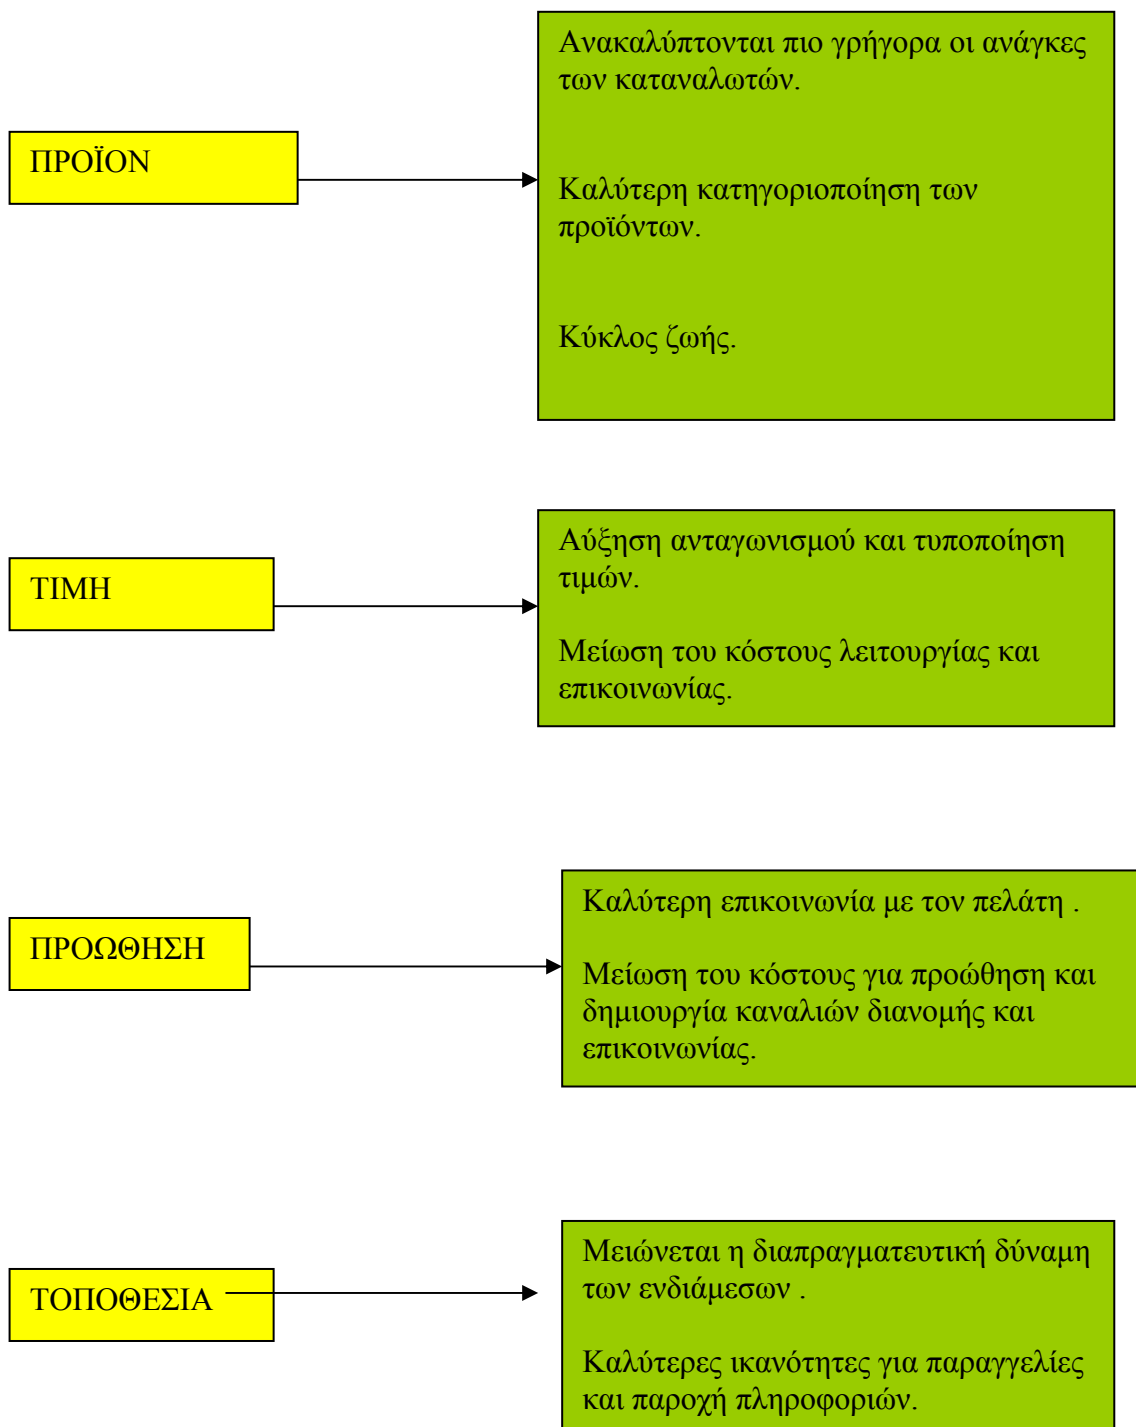 ΠΡΟΪΟΝ
Ανακαλύπτονται πιο γρήγορα οι ανάγκες
των καταναλωτών.
Καλύτερη κατηγοριοποίηση των
προϊόντων.
Κύκλος ζωής.
ΤΙΜΗ
Αύξηση ανταγωνισμού και τυποποίηση
τιμών.
Μείωση του κόστους λειτουργίας και
επικοινωνίας.
ΠΡΟΩΘΗΣΗ
Καλύτερη επικοινωνία με τον πελάτη .
Μείωση του κόστους για προώθηση και
δημιουργία καναλιών διανομής και
επικοινωνίας.
ΤΟΠΟΘΕΣΙΑ
Μειώνεται η διαπραγματευτική δύναμη
των ενδιάμεσων .
Καλύτερες ικανότητες για παραγγελίες
και παροχή πληροφοριών.